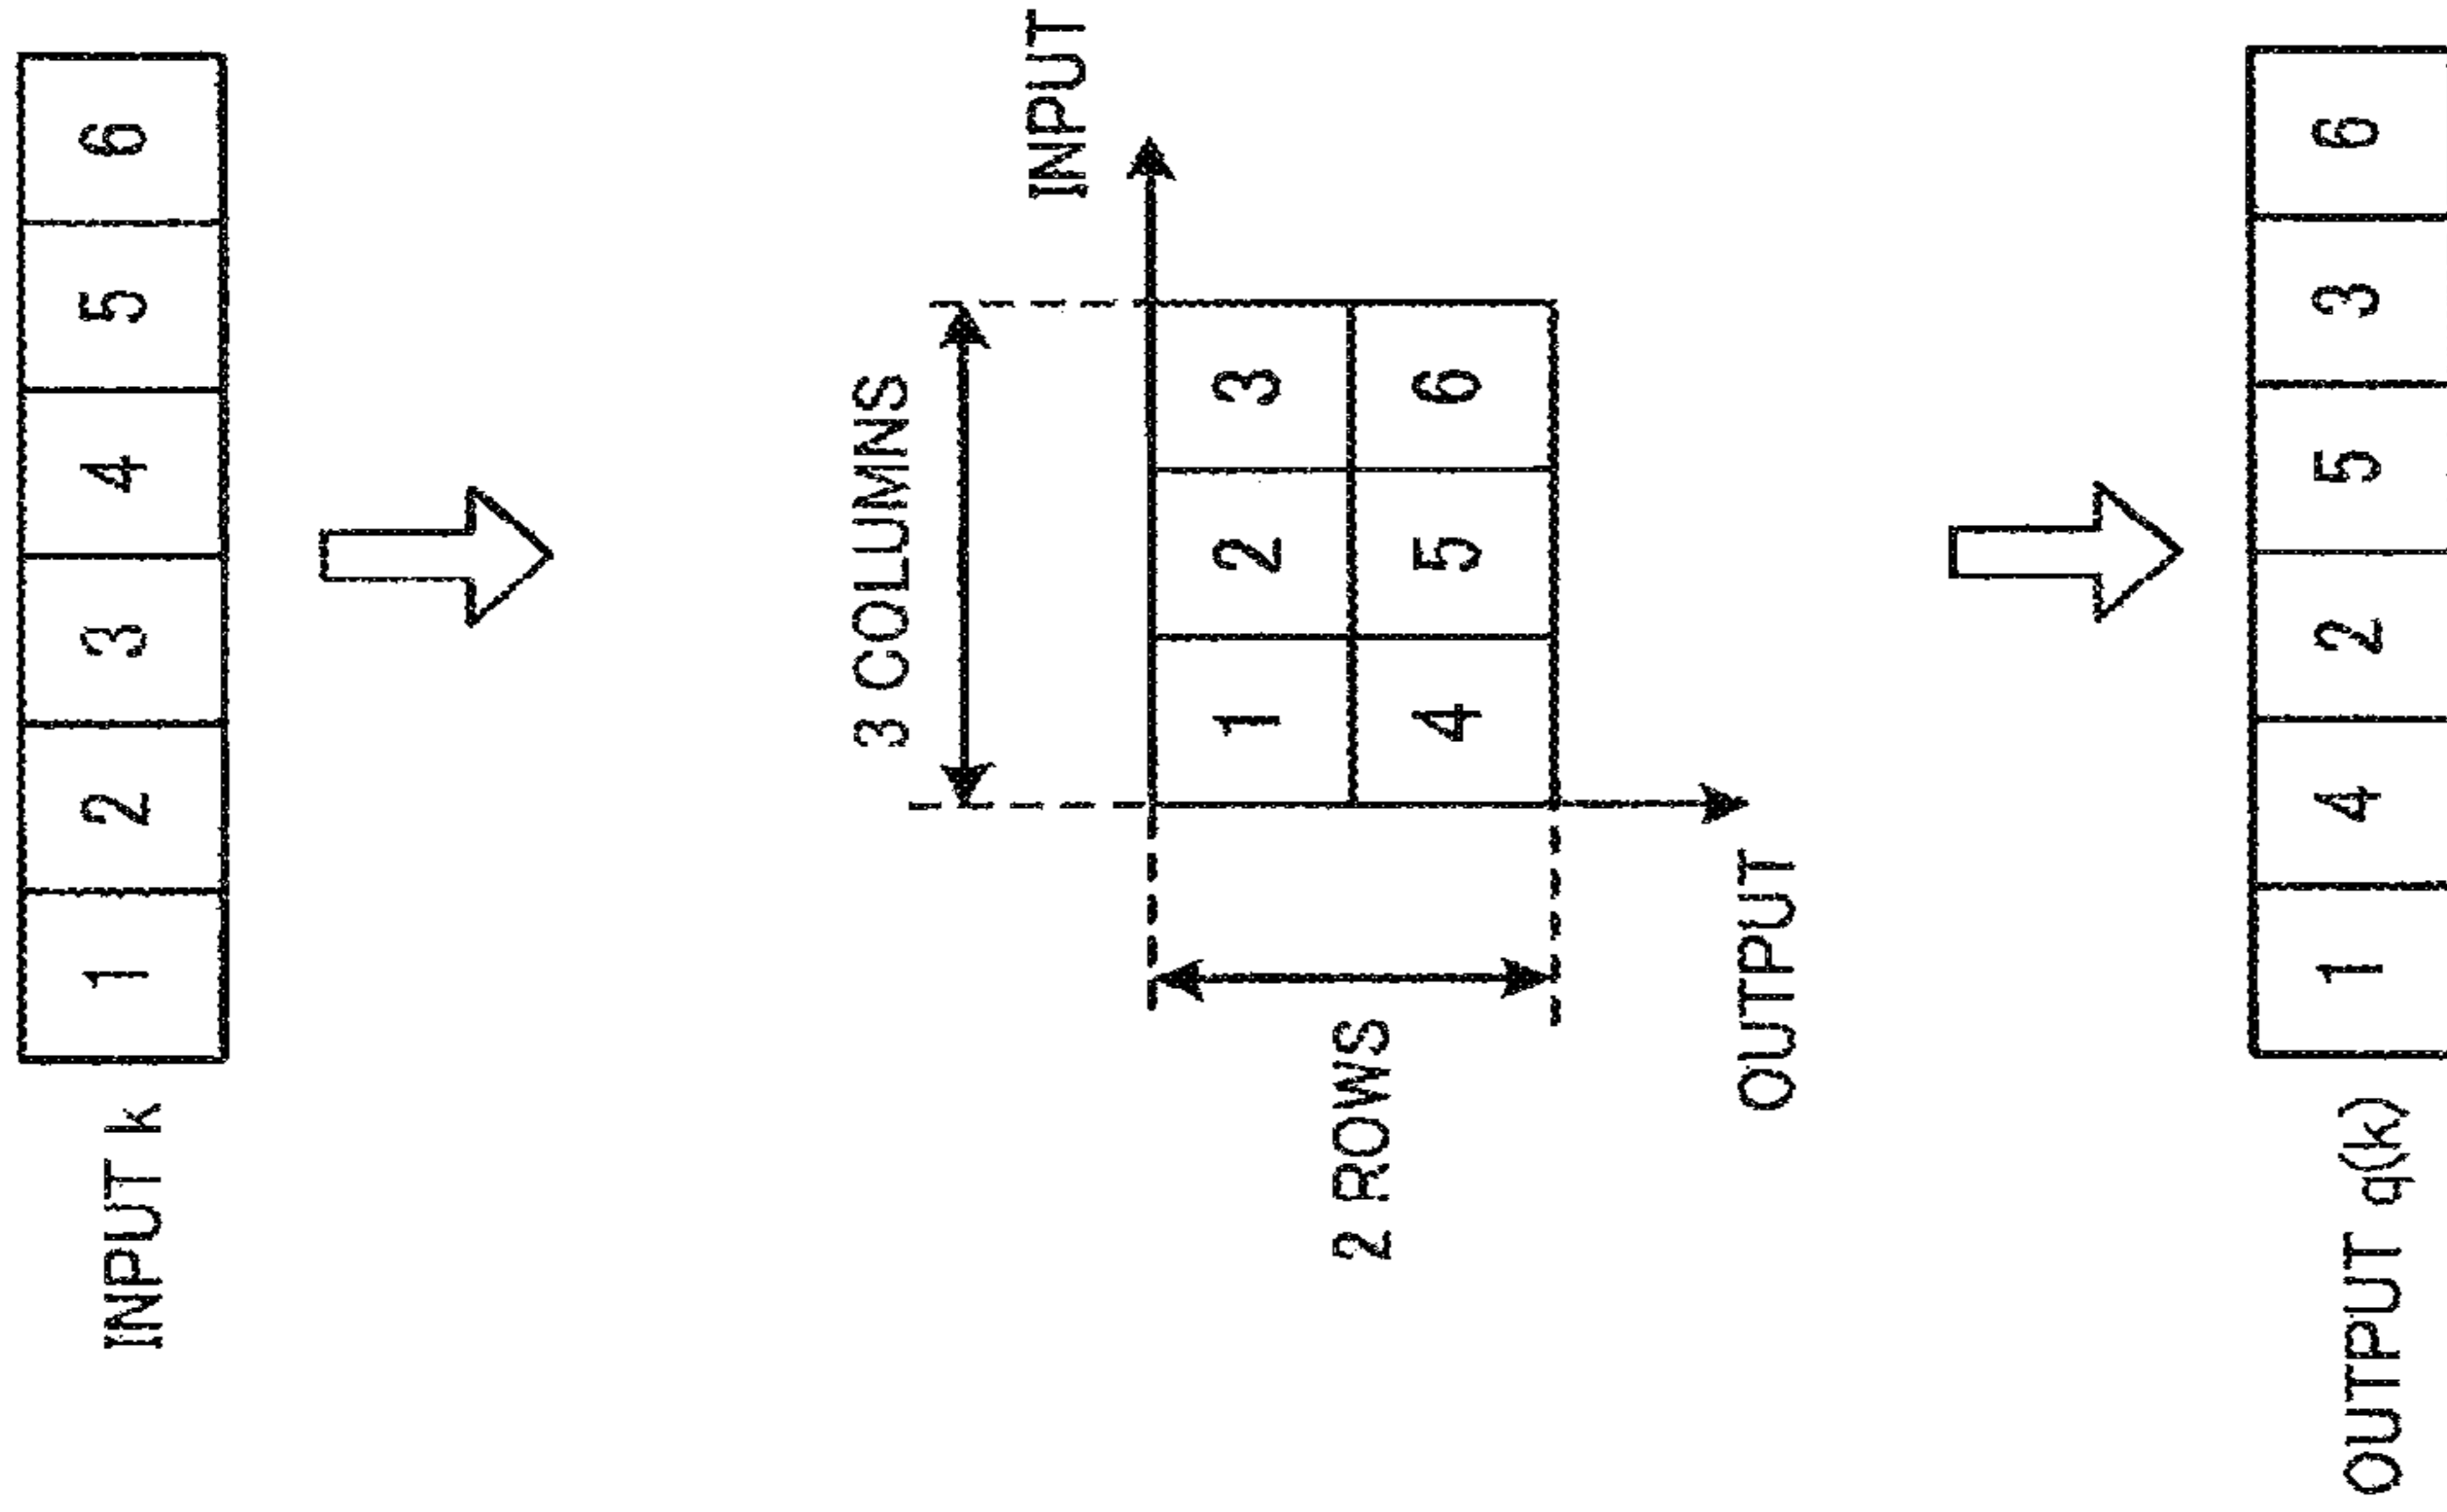 INPUT k 1 2 3 4 5 6
3 COLUMNS
INPUT
1 2 3
2 ROWS
4 5 6
OUTPUT
OUTPUT q(k) 1 4 2 5 3 6